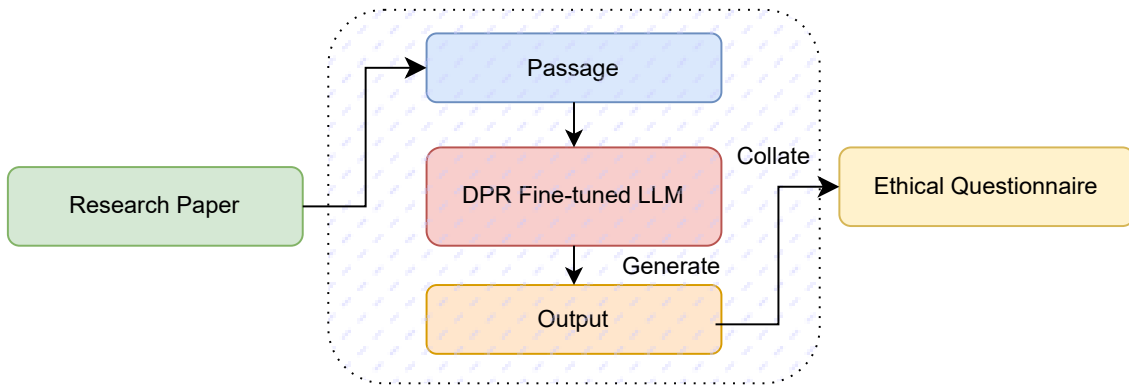 Passage
Collate
Research Paper
DPR Fine-tuned LLM
Ethical Questionnaire
Generate
Output